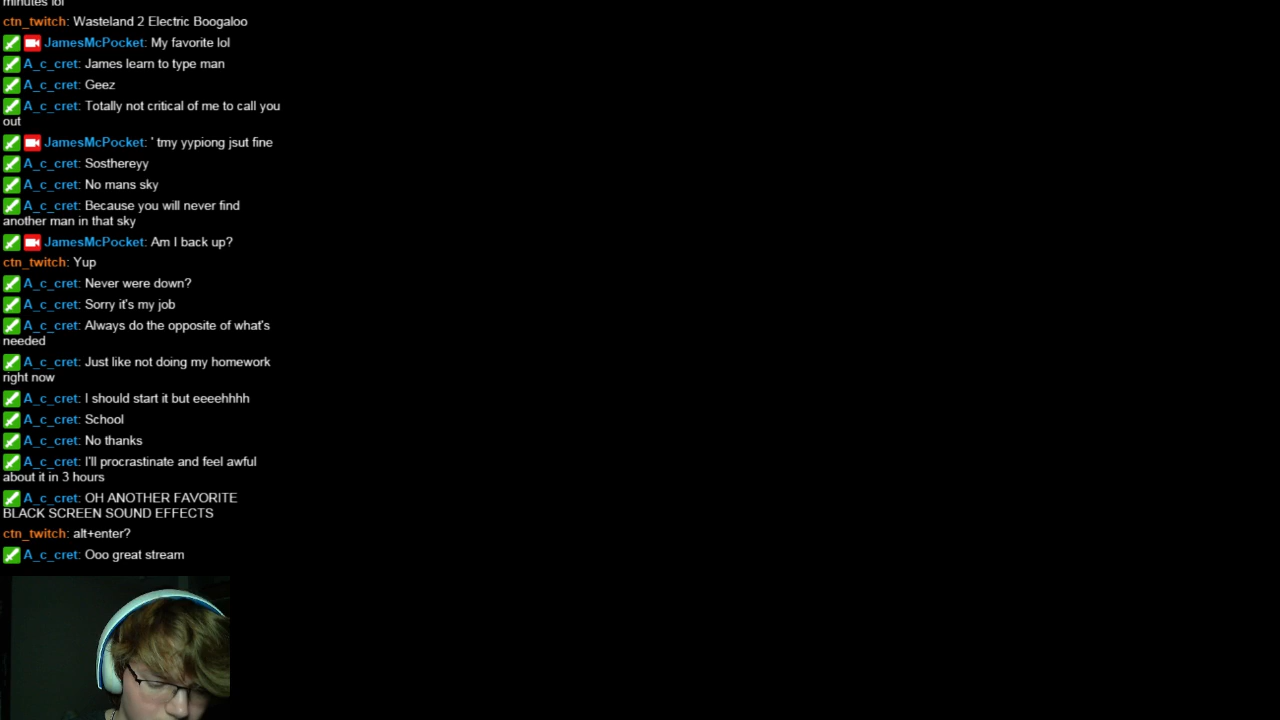 minutes lol
ctn_twitch: Wasteland 2 Electric Boogaloo
JamesMcPocket: My favorite lol
A_c_cret: James learn to type man
A_c_cret: Geez
A_c_cret: Totally not critical of me to call you
out
JamesMcPocket: ' tmy yypiong jsut fine
A_c_cret: Sosthereyy
A_c_cret: No mans sky
A_c_cret: Because you will never find
another man in that sky
JamesMcPocket: Am I back up?
ctn_twitch: Yup
A_c_cret: Never were down?
A_c_cret: Sorry it's my job
A_c_cret: Always do the opposite of what's
needed
A_c_cret: Just like not doing my homework
right now
A_c_cret: I should start it but eeeehhhh
A_c_cret: School
A_c_cret: No thanks
A_c_cret: I'll procrastinate and feel awful
about it in 3 hours
A_c_cret: OH ANOTHER FAVORITE
BLACK SCREEN SOUND EFFECTS
ctn_twitch: alt+enter?
A_c_cret: Ooo great stream